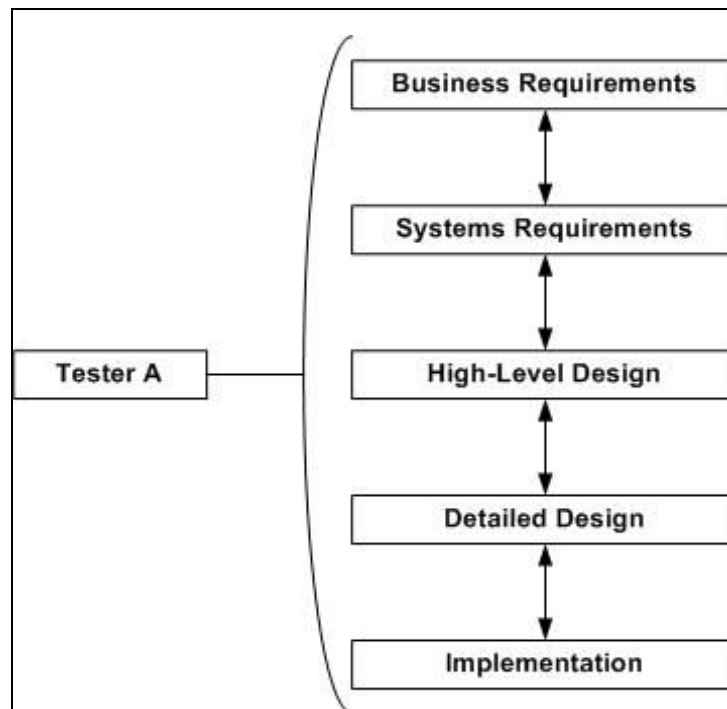 Business Requirements
Systems Requirements
Tester A
High-Level Design
Detailed Design
Implementation